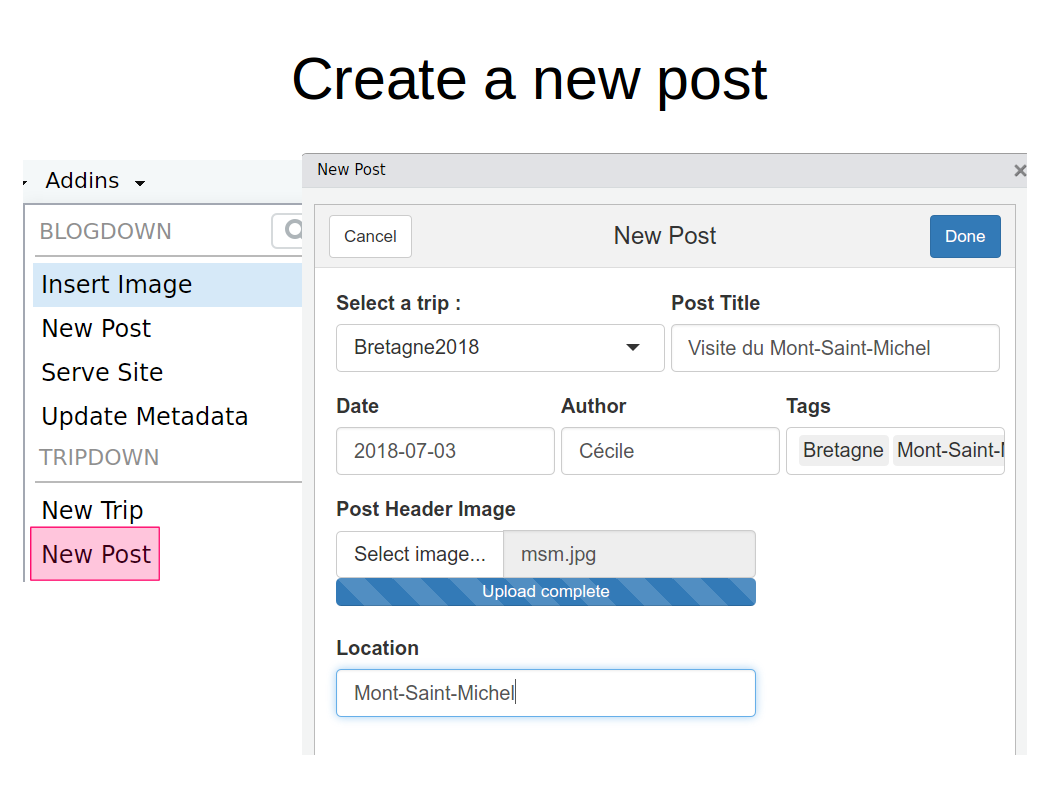 Create a new post
Addins
BLOGDOWN
Insert Image
New Post
Serve Site
Update Metadata
TRIPDOWN
New Trip
New Post
New Post
Cancel
New Post
Done
Select a trip :
Post Title
Bretagne2018
Visite du Mont-Saint-Michel
Date
Author
Tags
2018-07-03
Cécile
Bretagne Mont-Saint-
Post Header Image
Select image...
msm.jpg
Upload complete
Location
Mont-Saint-Michel